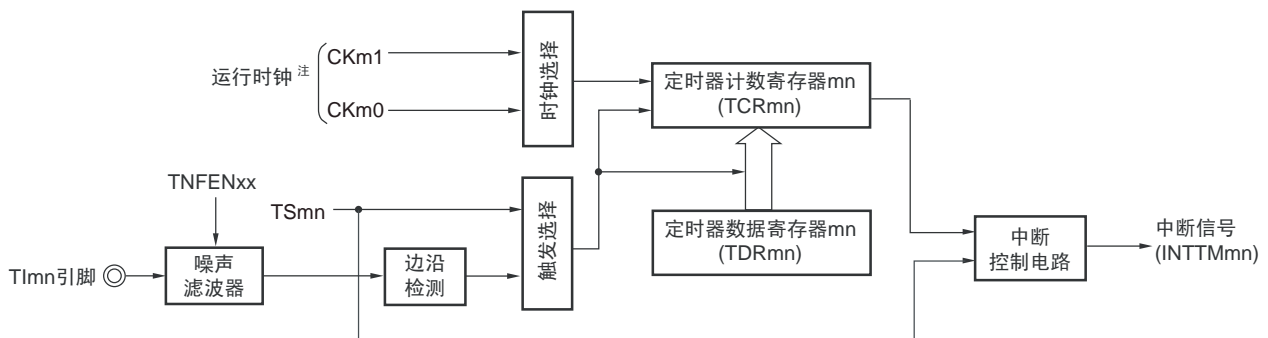 运行时钟 注
CKm1
CKm0
时钟选择
定时器计数寄存器mn
(TCRmn)
TNFENxx
TSmn
触发选择
定时器数据寄存器mn
(TDRmn)
TImn引脚
噪声
滤波器
边沿
检测
中断
控制电路
中断信号
(INTTMmn)